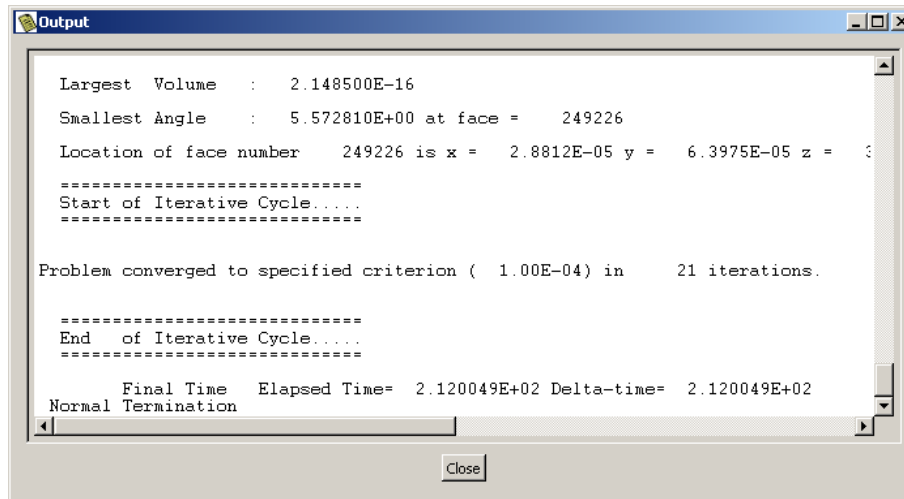 Output
Largest Volume : 2.148500E-16
Smallest Angle : 5.572810E+00 at face = 249226
Location of face number 249226 is x = 2.8812E-05 y = 6.3975E-05 z =
=============================
Start of Iterative Cycle.....
=============================
Problem converged to specified criterion ( 1.00E-04) in 21 iterations.
=============================
End of Iterative Cycle.....
=============================
Final Time Elapsed Time= 2.120049E+02 Delta-time= 2.120049E+02
Normal Termination
Close